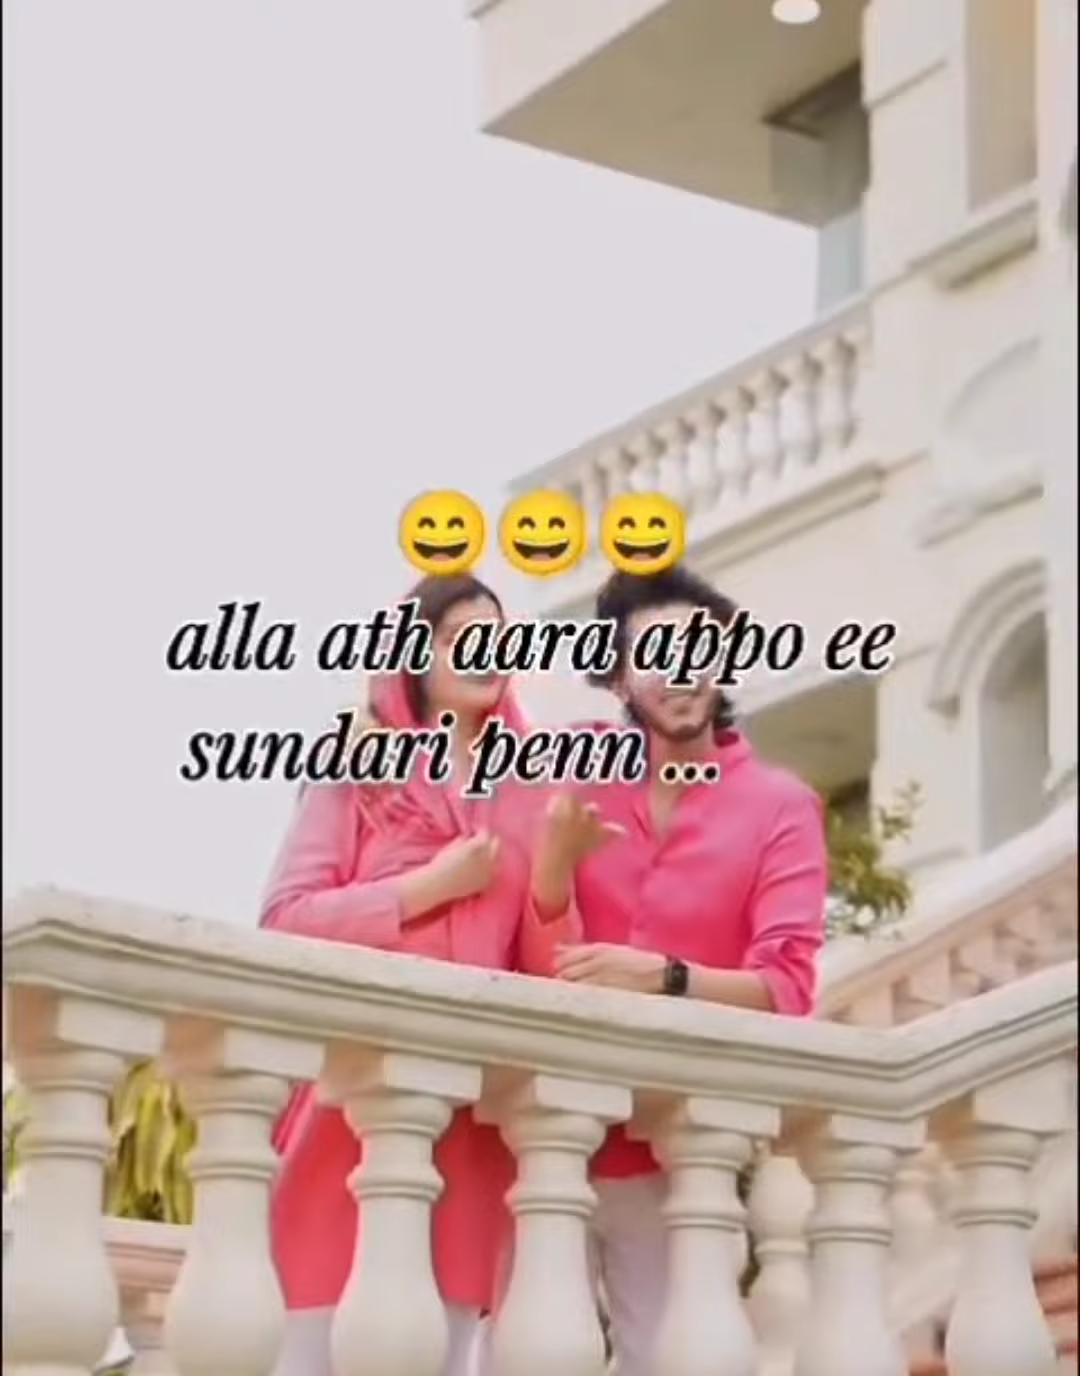 😄😄😄
alla ath aara appo ee
sundari penn ...